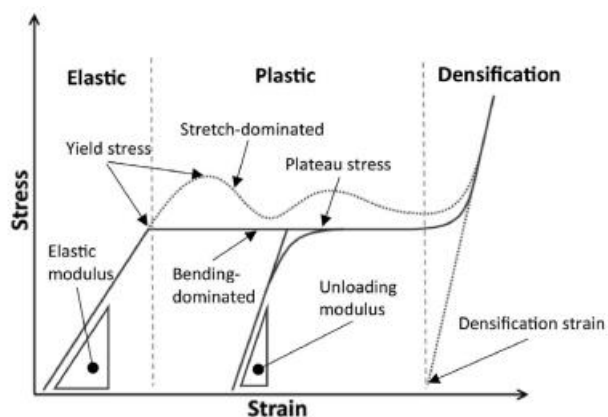 Elastic
Plastic
Densification
Stretch-dominated
Yield stress
Plateau stress
Stress
Elastic
modulus
Bending-
dominated
Unloading
modulus
Densification strain
Strain